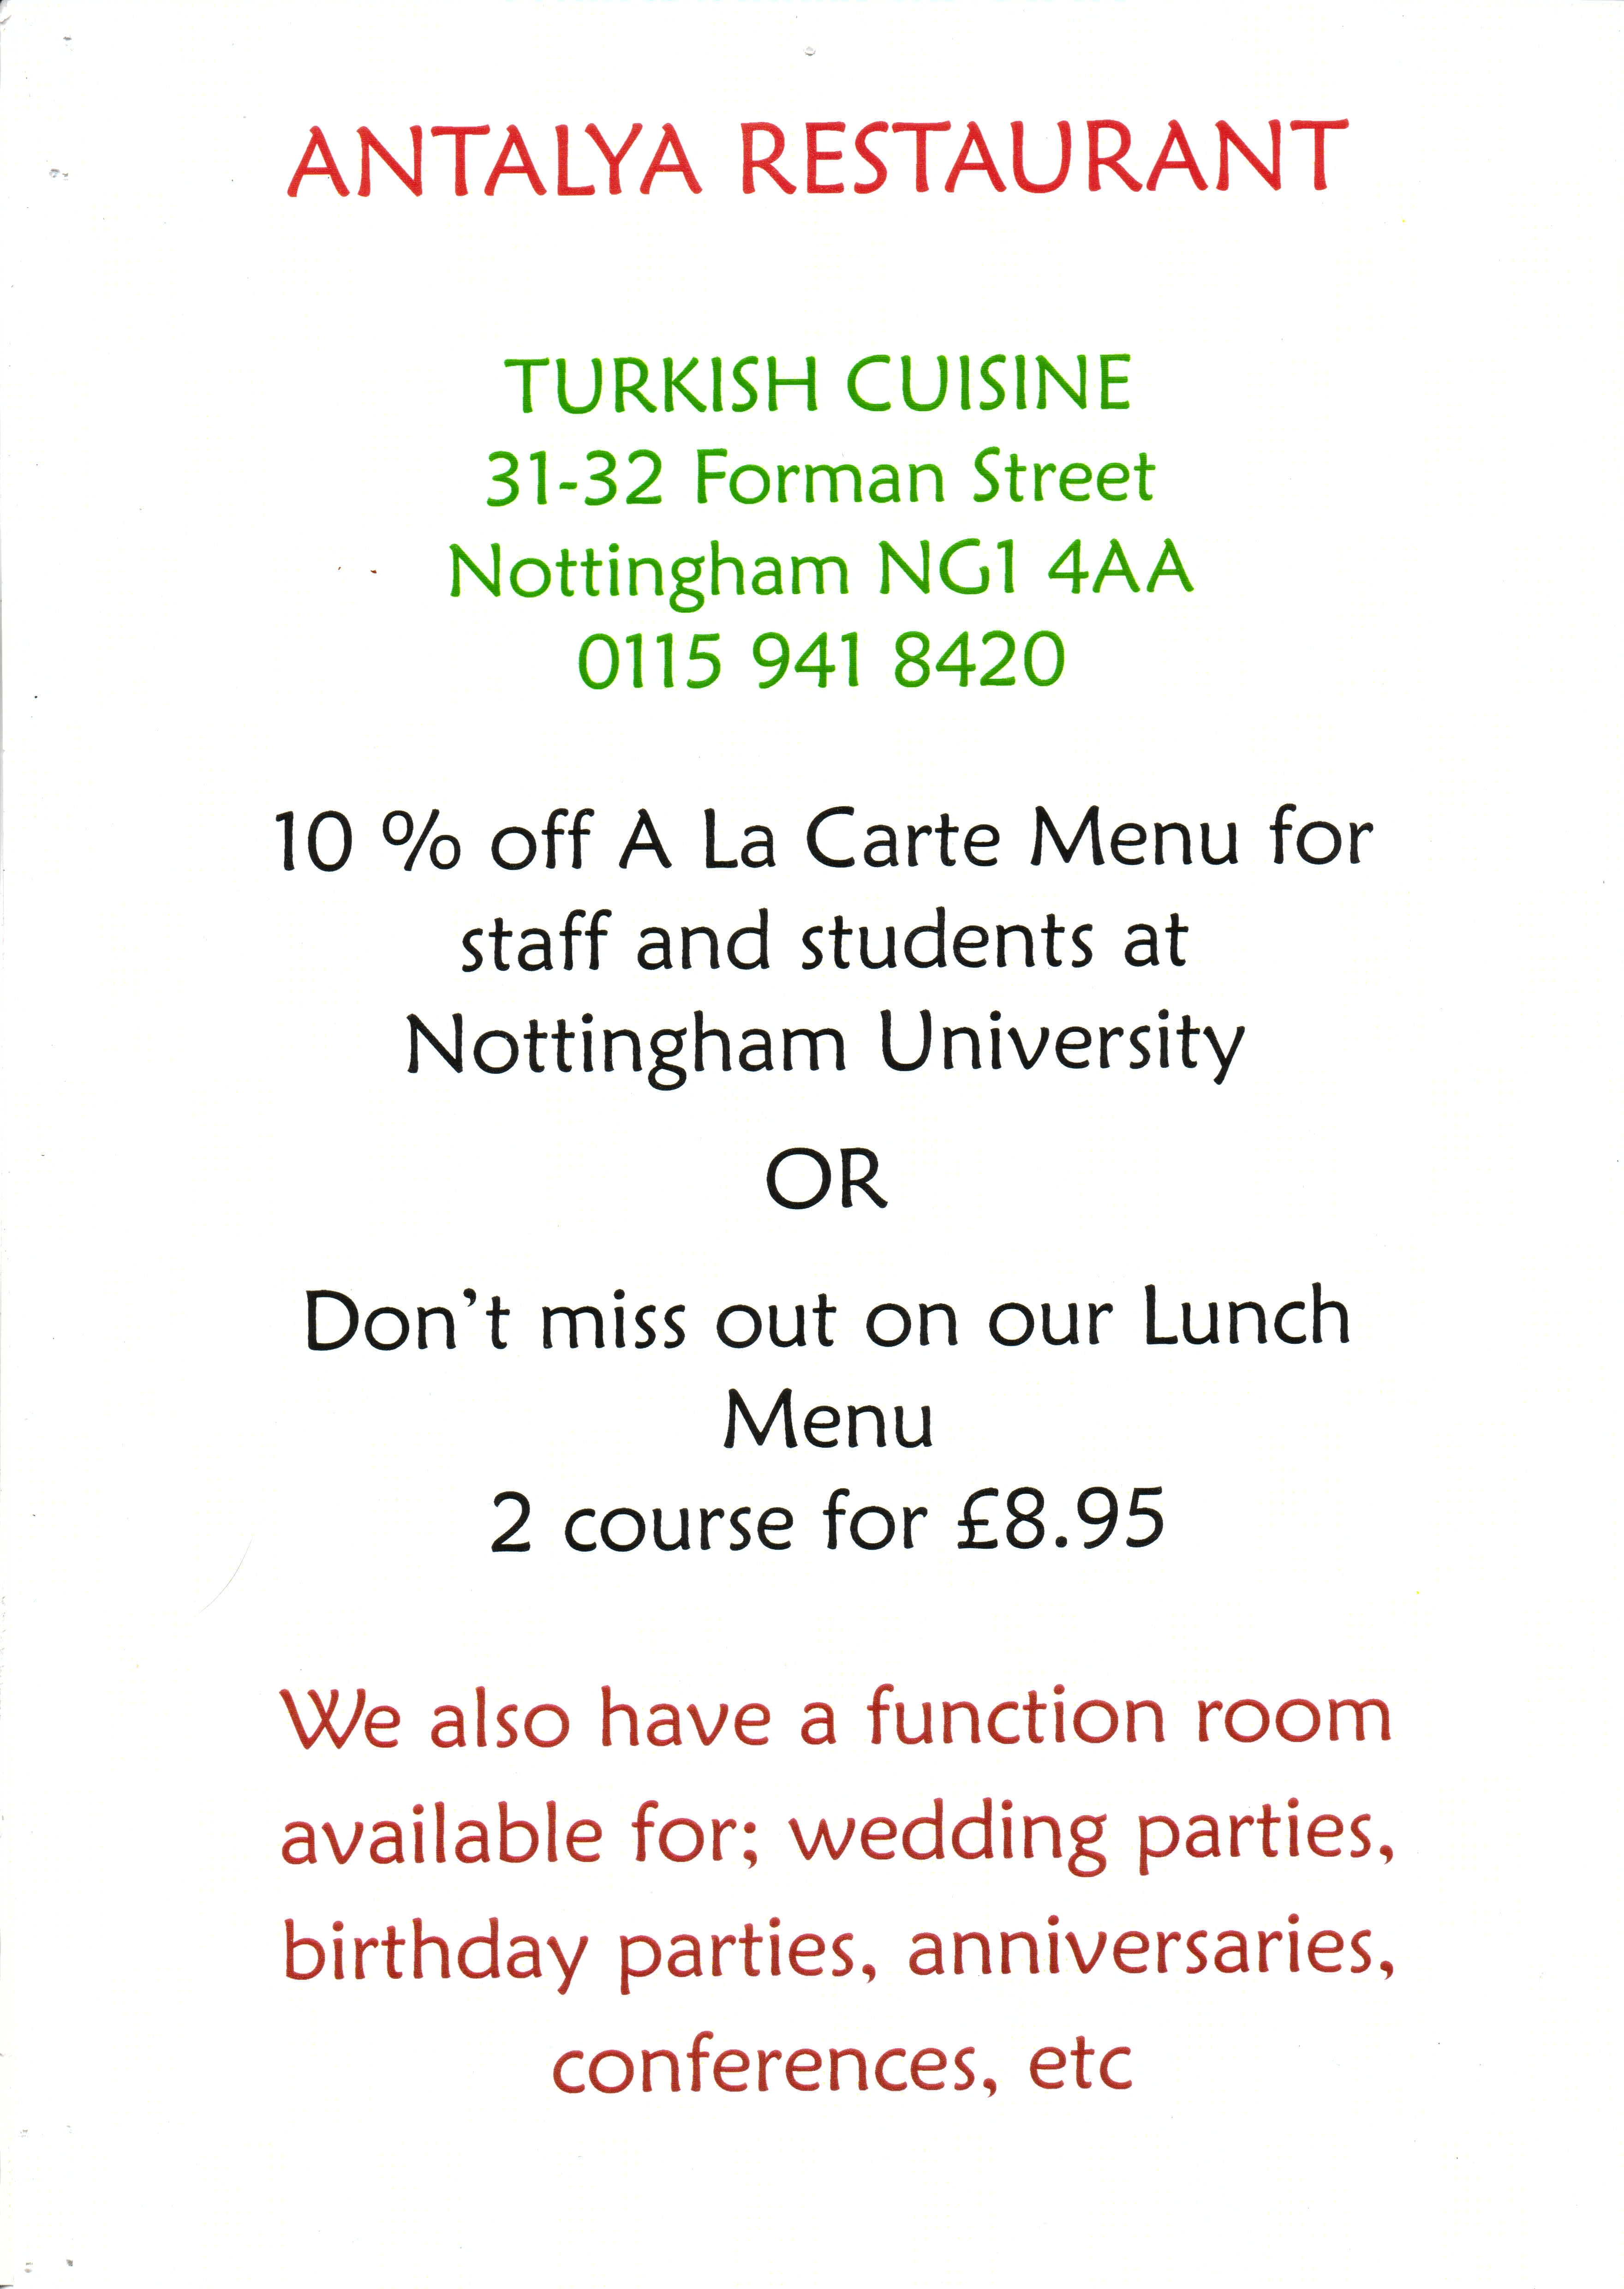 ANTALYA RESTAURANT
TURKISH CUISINE
31-32 Forman Street
Nottingham NG1 4AA
0115 941 8420
10 % off A La Carte Menu for
staff and students at
Nottingham University
OR
Don't miss out on our Lunch
Menu
2 course for £8.95
We also have a function room
available for; wedding parties,
birthday parties, anniversaries,
conferences, etc